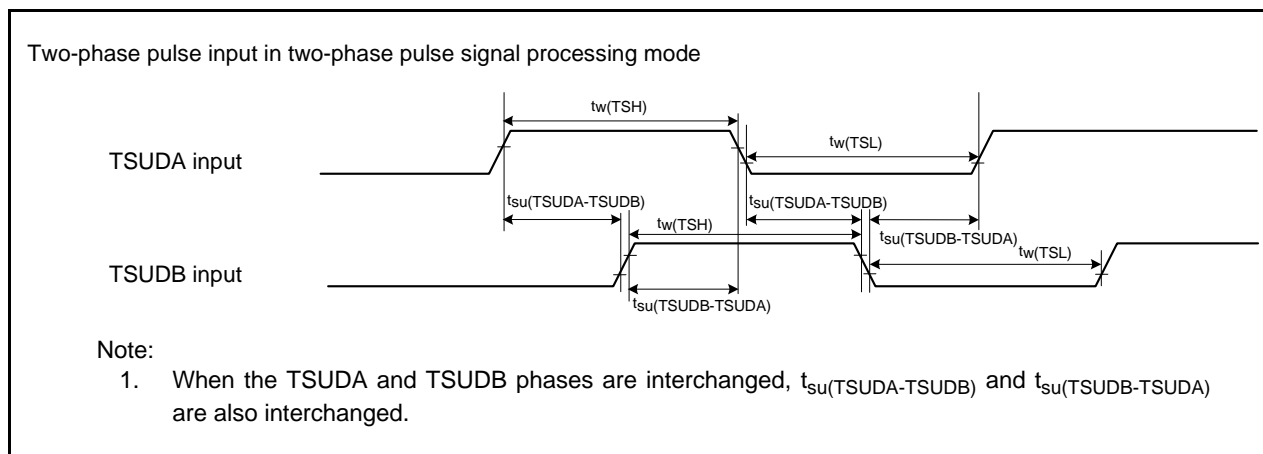 Two-phase pulse input in two-phase pulse signal processing mode
tw(TSH)
TSUDA input
tw(TSL)
tsu(TSUDA-TSUDB)
tsu(TSUDA-TSUDB)
tw(TSH)
tsu(TSUDB-TSUDA)
TSUDB input
tw(TSL)
tsu(TSUDB-TSUDA)
Note:
1. When the TSUDA and TSUDB phases are interchanged, tsu(TSUDA-TSUDB) and tsu(TSUDB-TSUDA)
are also interchanged.